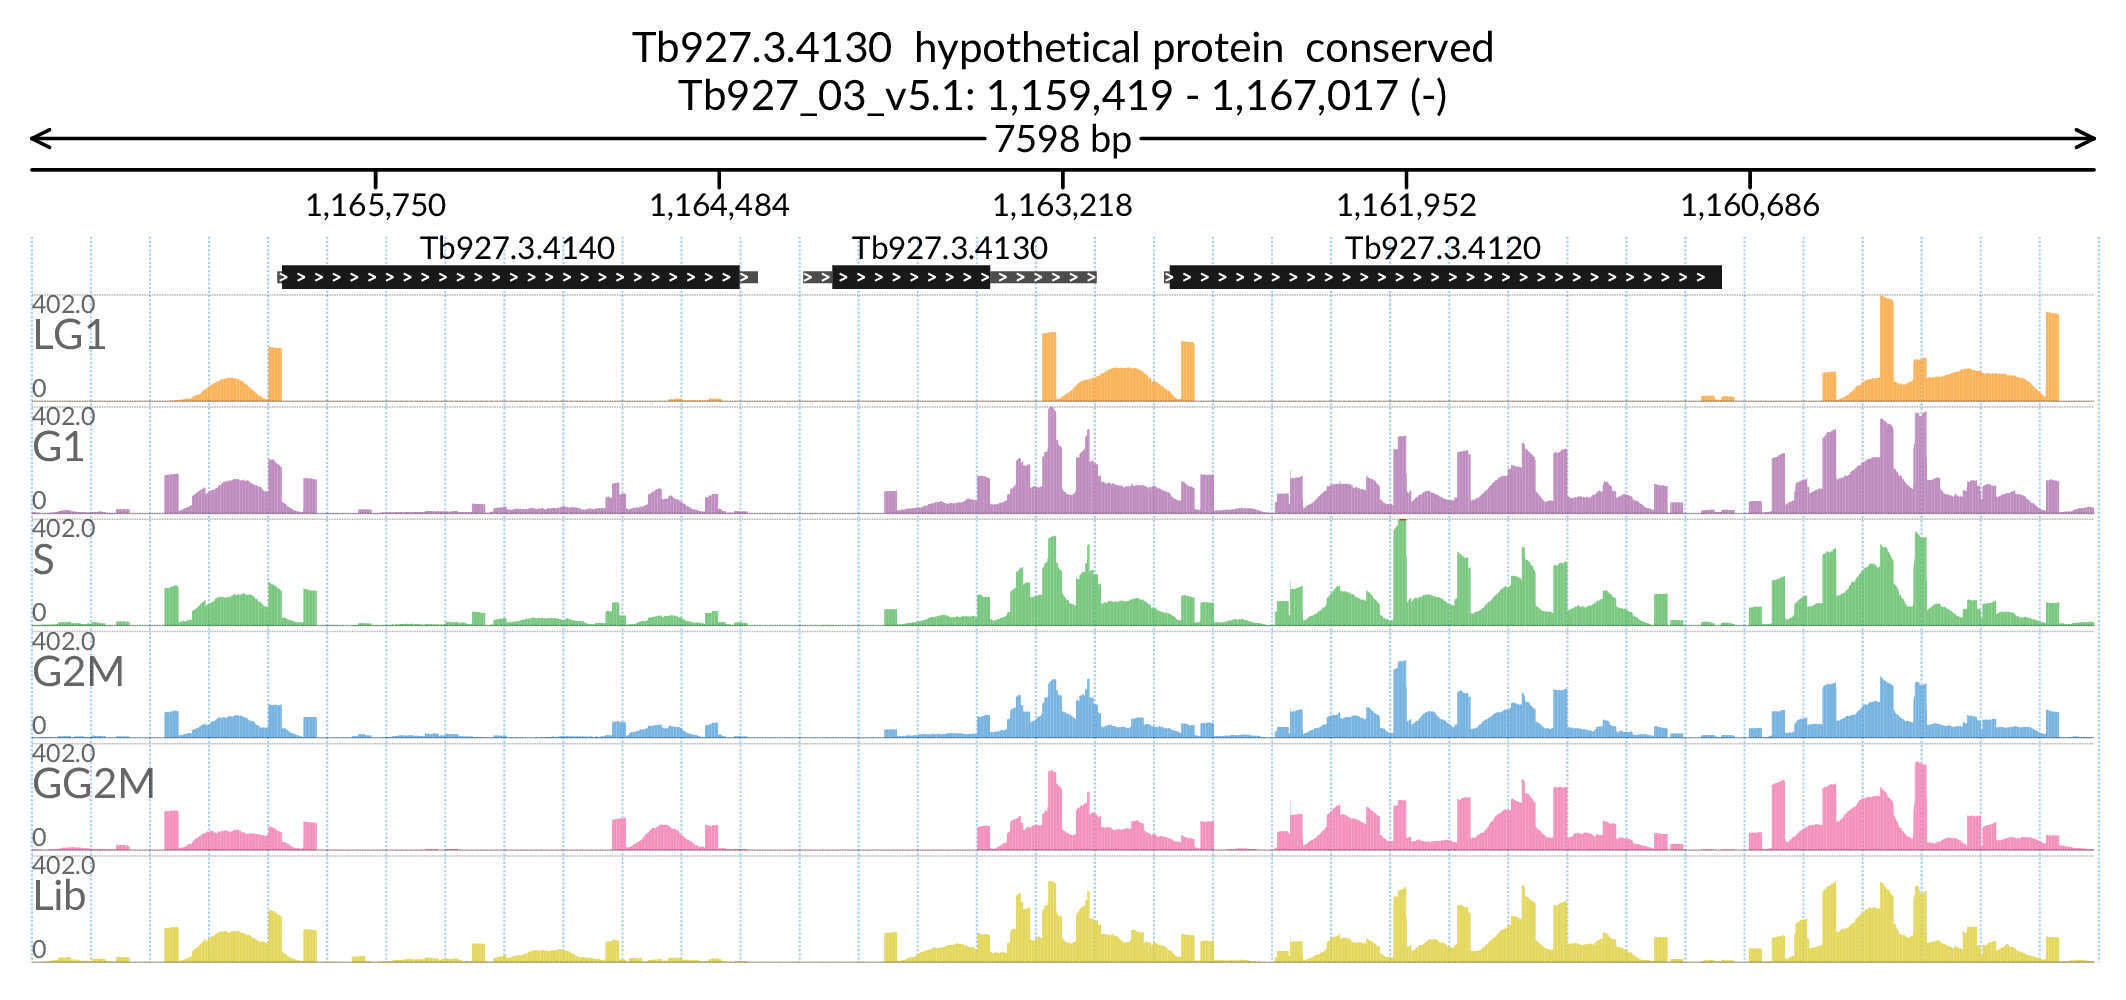 Tb927.3.4130  hypothetical protein  conserved
Tb927_03_v5.1: 1,159,419 - 1,167,017 (-)
7598 bp
1,165,750 1,164,484 1,163,218 1,161,952 1,160,686
Tb927.3.4140 Tb927.3.4130 Tb927.3.4120
402.0
LG1
0
402.0
G1
0
402.0
S
0
402.0
G2M
0
402.0
GG2M
0
402.0
Lib
0